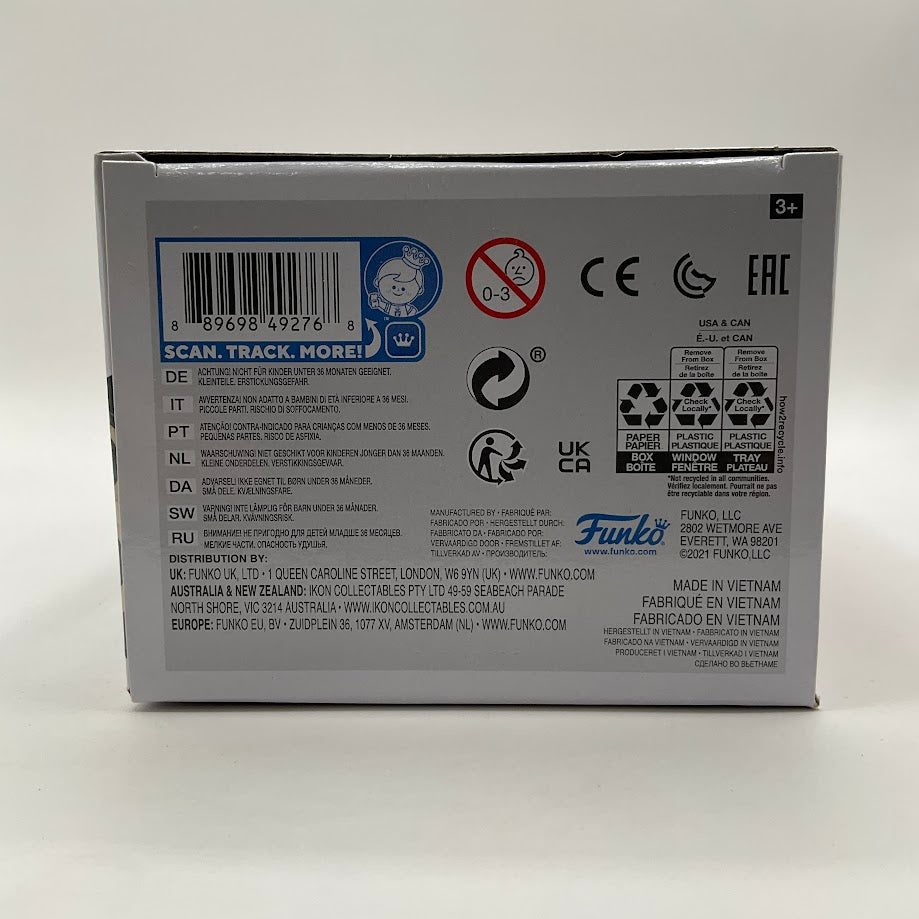 3+
8 89698 49276 8
™
SCAN. TRACK. MORE!
0-3
CE
EAC
®
UK
CA
USA & CAN
É.-U. et CAN
Remove
From Box
Retirez
de la boîte
Remove
From Box
Retirez
de la boîte
Check
Locally*
Check
Locally*
PAPER
PAPIER
BOX
BOÎTE
PLASTIC
PLASTIQUE
WINDOW
FENÊTRE
PLASTIC
PLASTIQUE
TRAY
PLATEAU
how2recycle.info
*Not recycled in all communities.
Vérifiez localement. Pourrait ne pas
être recyclable dans votre région.
DE ACHTUNG! NICHT FÜR KINDER UNTER 36 MONATEN GEEIGNET.
KLEINTEILE. ERSTICKUNGSGEFAHR.
IT AVVERTENZA! NON ADATTO A BAMBINI DI ETÀ INFERIORE A 36 MESI.
PICCOLE PARTI. RISCHIO DI SOFFOCAMENTO.
PT ATENÇÃO! CONTRA-INDICADO PARA CRIANÇAS COM MENOS DE 36 MESES.
PEQUENAS PARTES. RISCO DE ASFIXIA.
NL WAARSCHUWING! NIET GESCHIKT VOOR KINDEREN JONGER DAN 36 MAANDEN.
KLEINE ONDERDELEN. VERSTIKKINGSGEVAAR.
DA ADVARSEL! IKKE EGNET TIL BØRN UNDER 36 MÅNEDER.
SMÅ DELE. KVÆLNINGSFARE.
SW VARNING! INTE LÄMPLIG FÖR BARN UNDER 36 MÅNADER.
SMÅ DELAR. KVÄVNINGSRISK.
RU ВНИМАНИЕ! НЕ ПРИГОДНО ДЛЯ ДЕТЕЙ МЛАДШЕ 36 МЕСЯЦЕВ.
МЕЛКИЕ ЧАСТИ. ОПАСНОСТЬ УДУШЬЯ.
MANUFACTURED BY • FABRIQUÉ PAR:
FABRICADO POR • HERGESTELLT DURCH:
FABBRICATO DA • FABRICADO POR:
VERVAARDIGD DOOR • FREMSTILLET AF:
TILLVERKAD AV • ПРОИЗВОДИТЕЛЬ:
Funko
www.funko.com
FUNKO, LLC
2802 WETMORE AVE
EVERETT, WA 98201
©2021 FUNKO,LLC
DISTRIBUTION BY:
UK: FUNKO UK, LTD • 1 QUEEN CAROLINE STREET, LONDON, W6 9YN (UK) • WWW.FUNKO.COM
AUSTRALIA & NEW ZEALAND: IKON COLLECTABLES PTY LTD 49-59 SEABEACH PARADE
NORTH SHORE, VIC 3214 AUSTRALIA • WWW.IKONCOLLECTABLES.COM.AU
EUROPE: FUNKO EU, BV • ZUIDPLEIN 36, 1077 XV, AMSTERDAM (NL) • WWW.FUNKO.COM
MADE IN VIETNAM
FABRIQUÉ EN VIETNAM
FABRICADO EN VIETNAM
HERGESTELLT IN VIETNAM • FABBRICATO IN VIETNAM
FABRICADO NA VIETNAM • VERVAARDIGD IN VIETNAM
PRODUCERET I VIETNAM • TILLVERKAD I VIETNAM
СДЕЛАНО ВО ВЬЕТНАМЕ